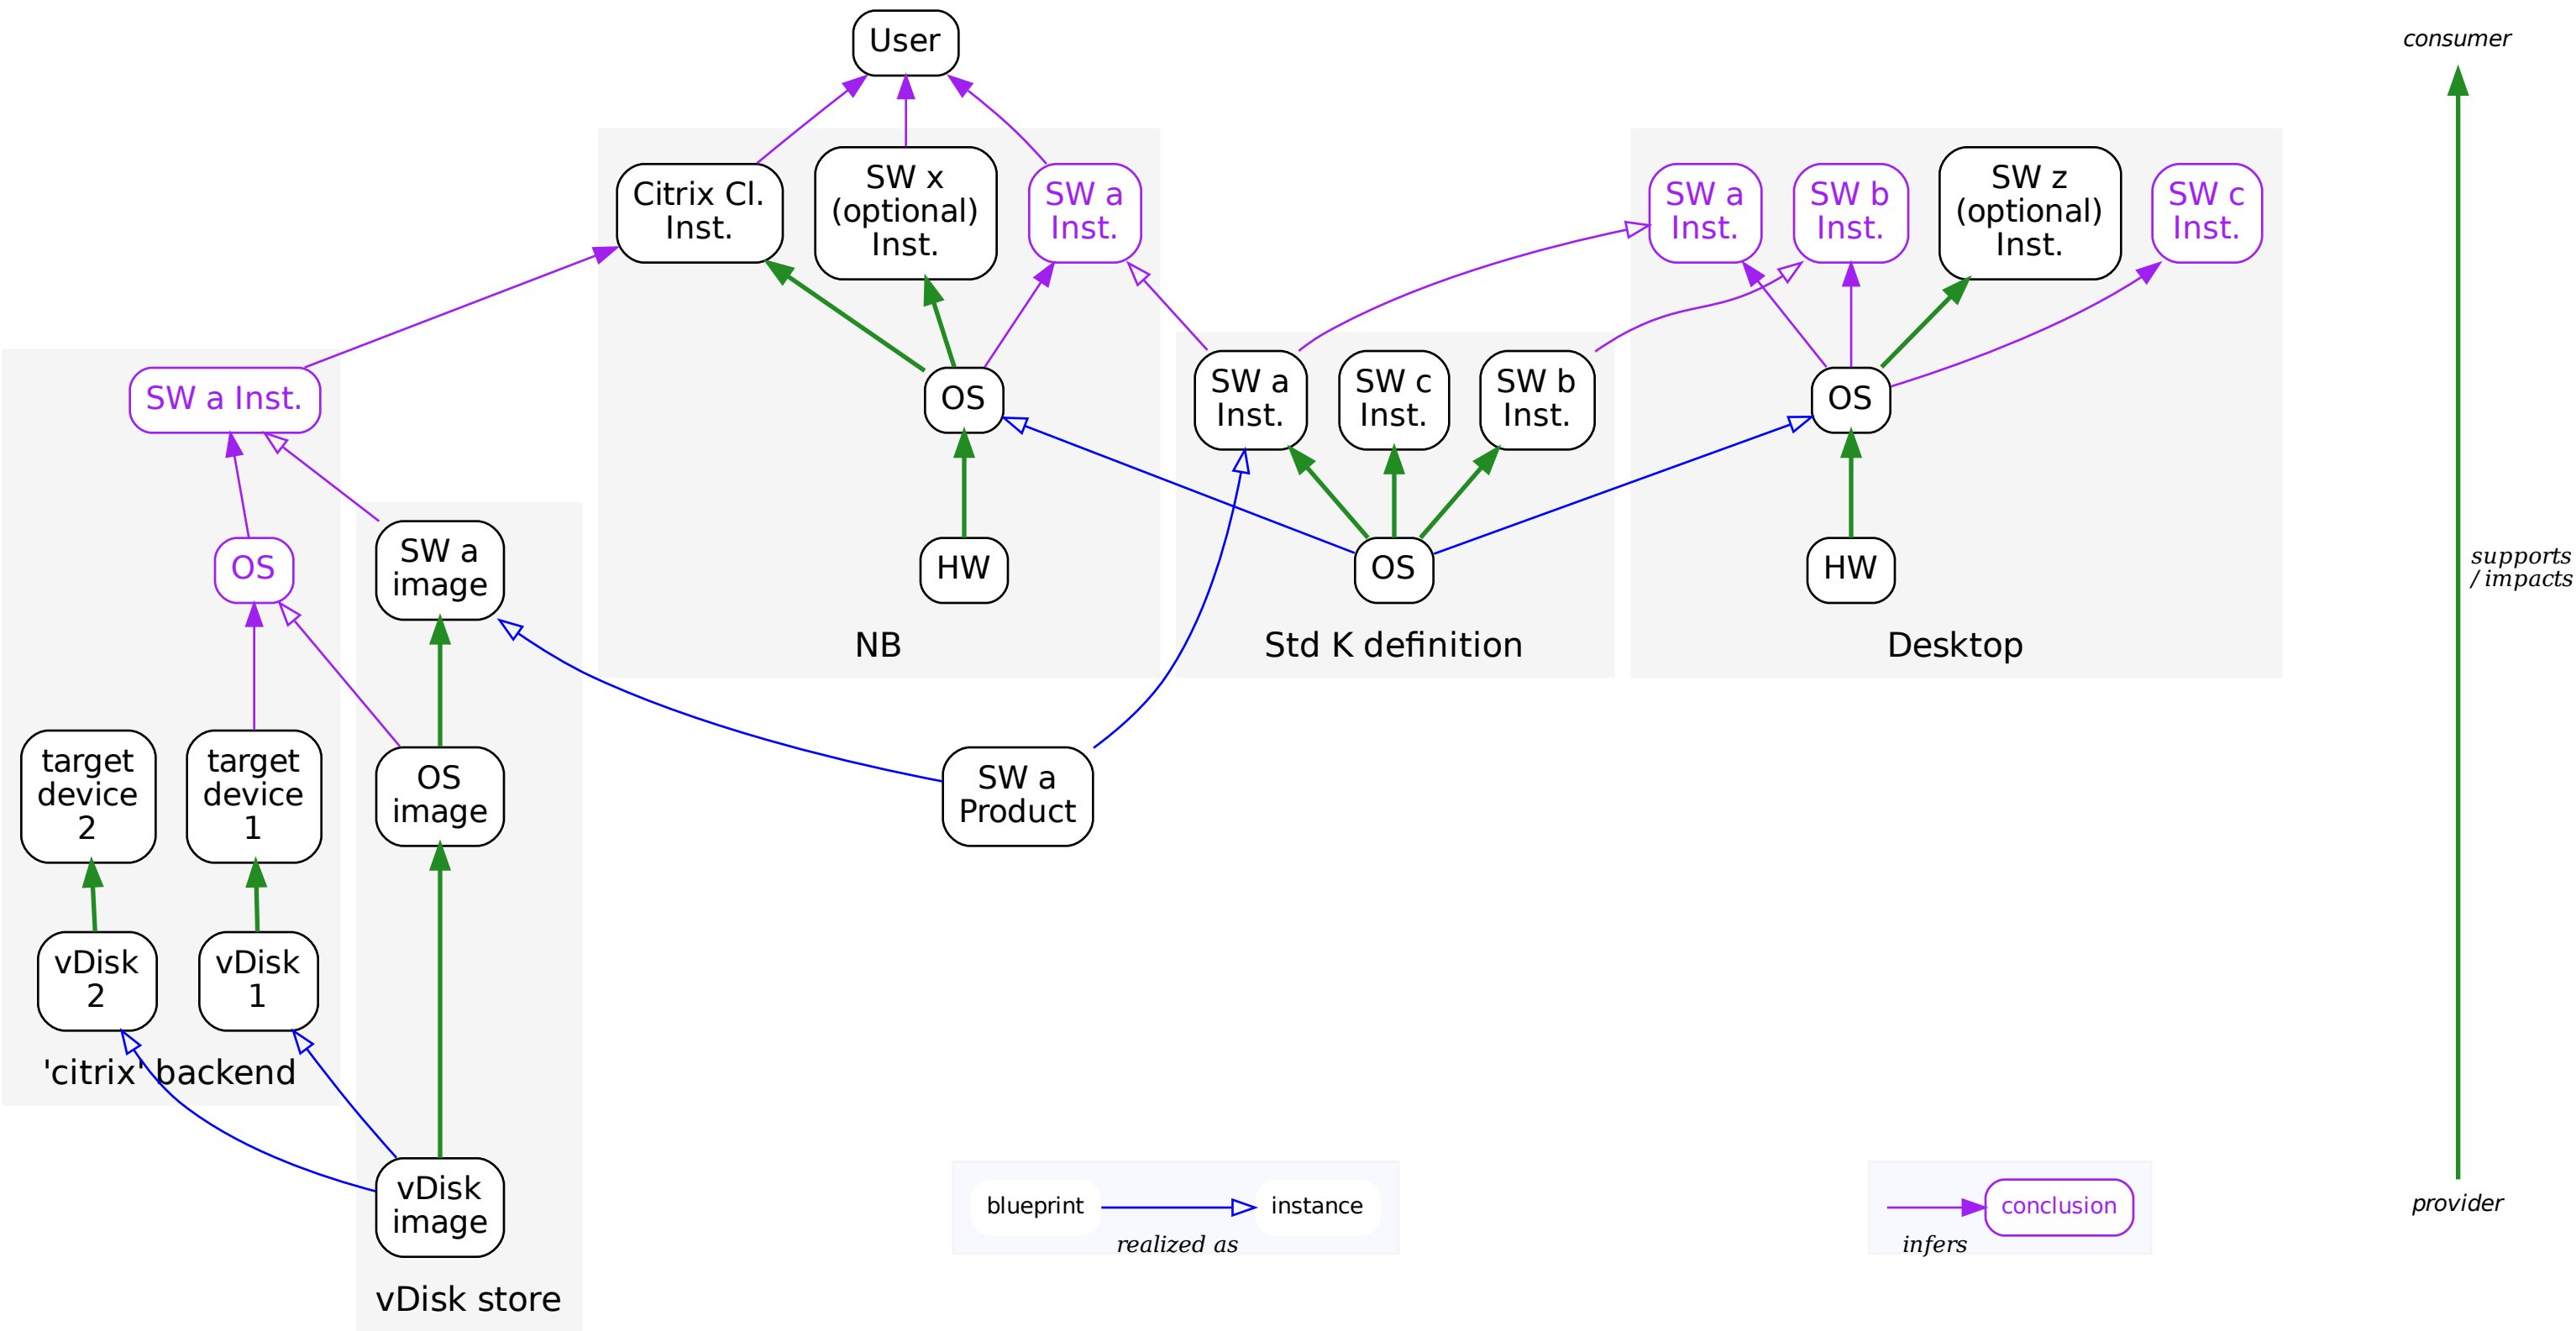 User
consumer
Citrix Cl.
Inst.
SW x
(optional)
Inst.
SW a
Inst.
SW a
Inst.
SW b
Inst.
SW z
(optional)
Inst.
SW c
Inst.
SW a Inst.
OS
SW a
Inst.
SW c
Inst.
SW b
Inst.
OS
OS
SW a
image
HW
OS
HW
supports
/ impacts
NB
Std K definition
Desktop
target
device
2
target
device
1
OS
image
SW a
Product
vDisk
2
vDisk
1
'citrix' backend
vDisk
image
blueprint
instance
realized as
conclusion
infers
provider
vDisk store